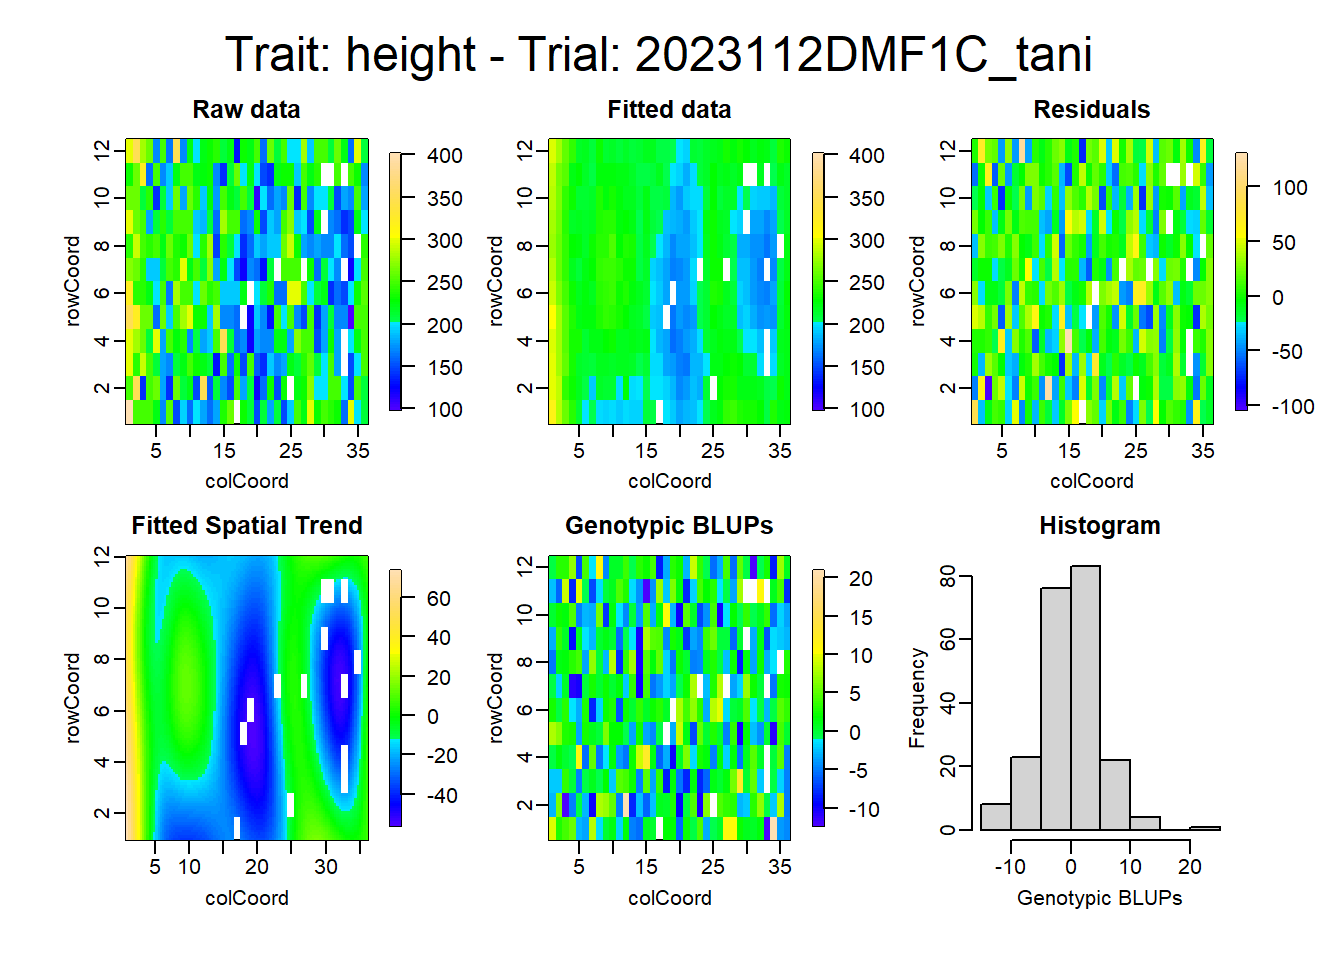 Trait: height - Trial: 2023112DMF1C_tani
Raw data
Fitted data
Residuals
rowCoord
2 4 6 8 10 12
5 15 25 35
colCoord
400
300
250
200
150
100
rowCoord
2 4 6 8 10 12
5 15 25 35
colCoord
400
300
250
200
150
100
rowCoord
2 4 6 8 10 12
5 15 25 35
colCoord
100
50
0
-50
-100
Fitted Spatial Trend
Genotypic BLUPs
Histogram
rowCoord
2 4 6 8 10 12
5 10 20 30
colCoord
60
40
20
0
-20
-40
rowCoord
2 4 6 8 10 12
5 15 25 35
colCoord
20
15
10
5
0
-5
-10
Frequency
0 20 40 60 80
-10 0 10 20
Genotypic BLUPs